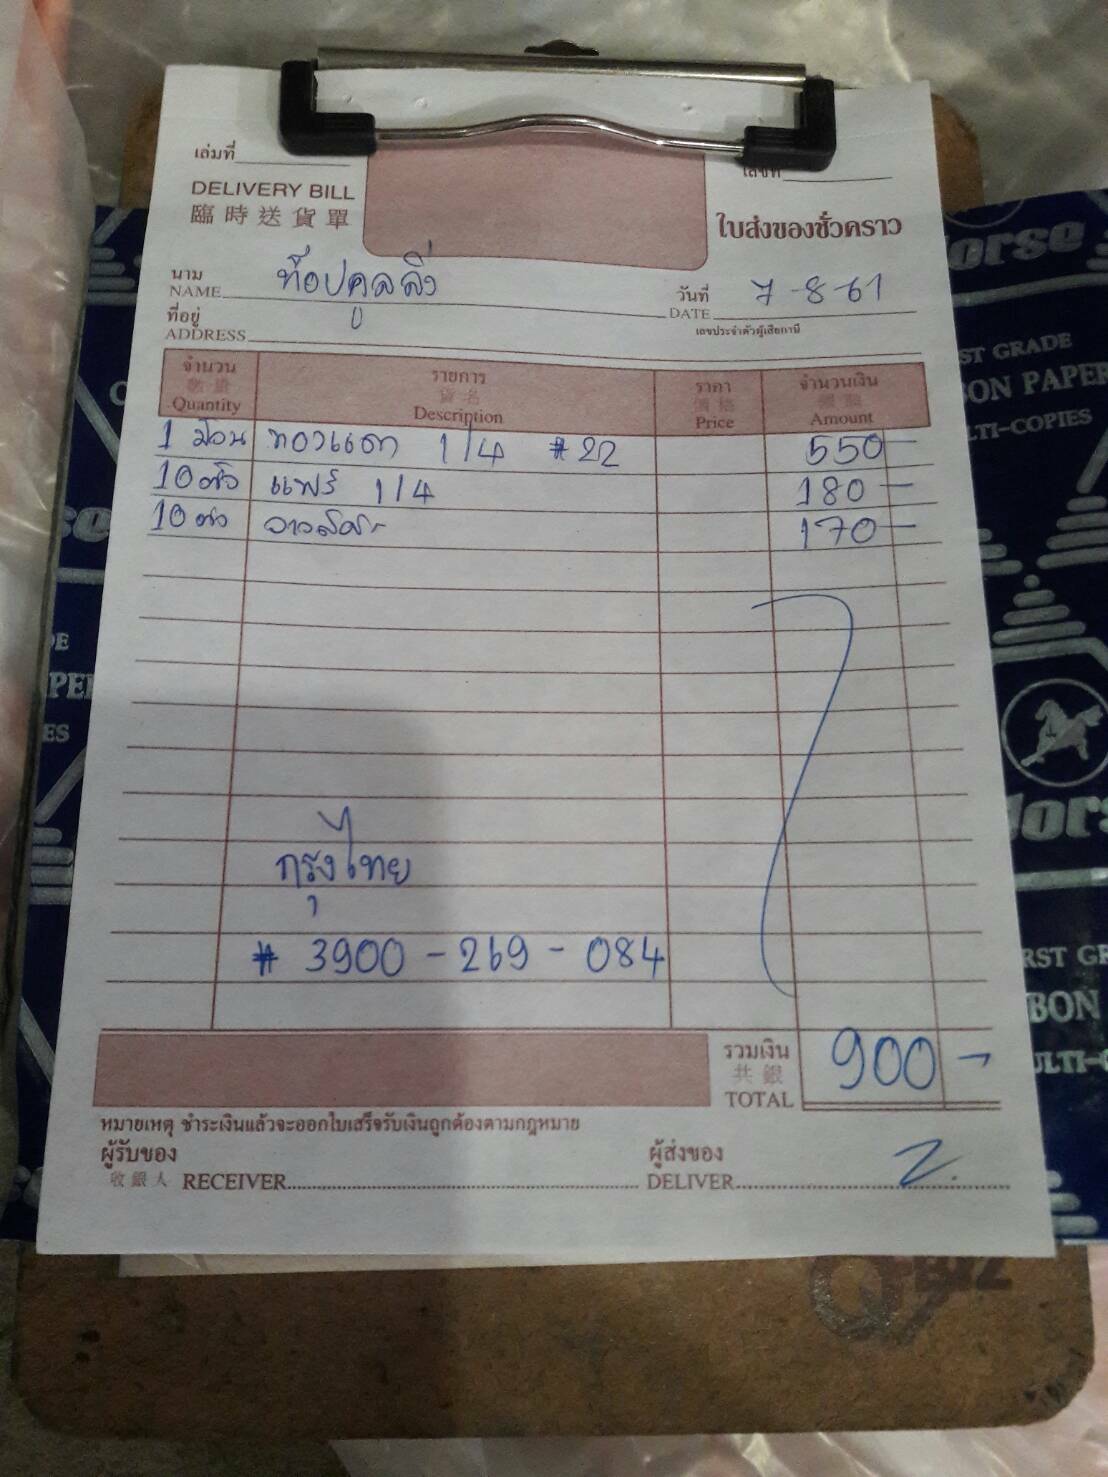 เล่มที่
เลขที่
DELIVERY BILL
臨時送貨單
ใบส่งของชั่วคราว
นาม
NAME
ท็อปคูลลิ่ง
วันที่
DATE
7-8-61
ที่อยู่
ADDRESS
เลขประจำตัวผู้เสียภาษี
จำนวน รายการ ราคา จำนวนเงิน
數量 貨名 價格 銀額
Quantity Description Price Amount
1 ม้วน ทองแดง 1/4 #22 550 -
10 ตัว แฟร์ 1/4 180 -
10 ตัว 170 -
กรุงไทย
# 3900-269-084
รวมเงิน
共銀
TOTAL
900 -
หมายเหตุ ชำระเงินแล้วจะออกใบเสร็จรับเงินถูกต้องตามกฎหมาย
ผู้รับของ
收銀人 RECEIVER
ผู้ส่งของ
DELIVER
Horse
ST GRADE
BON PAPER
LTI-COPIES
DE
PE
ES
Horse
RST GR
BON
ULTI-C